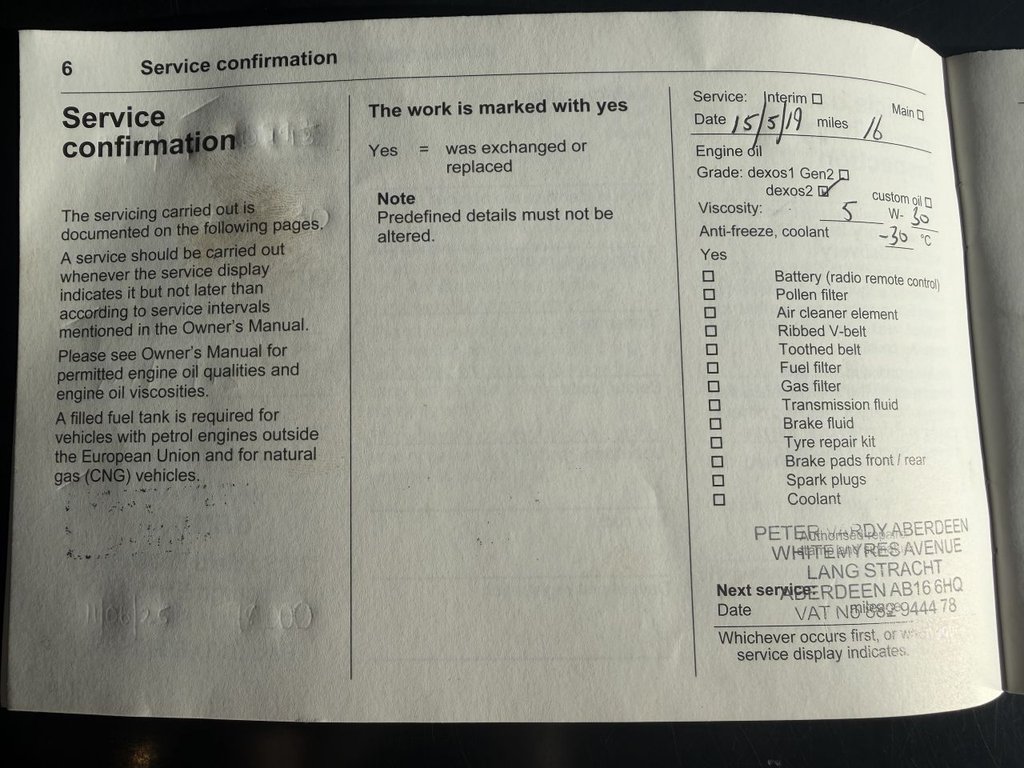 6 Service confirmation
Service
confirmation
The servicing carried out is
documented on the following pages.
A service should be carried out
whenever the service display
indicates it but not later than
according to service intervals
mentioned in the Owner's Manual.
Please see Owner's Manual for
permitted engine oil qualities and
engine oil viscosities.
A filled fuel tank is required for
vehicles with petrol engines outside
the European Union and for natural
gas (CNG) vehicles.
The work is marked with yes
Yes = was exchanged or
replaced
Note
Predefined details must not be
altered.
Service: Interim Main
Date 15/5/19 miles 16
Engine oil
Grade: dexos1 Gen2
dexos2 custom oil
Viscosity: 5 W- 30
Anti-freeze, coolant -30 °C
Yes
Battery (radio remote control)
Pollen filter
Air cleaner element
Ribbed V-belt
Toothed belt
Fuel filter
Gas filter
Transmission fluid
Brake fluid
Tyre repair kit
Brake pads front / rear
Spark plugs
Coolant
PETER VARDY ABERDEEN
Authorised
WHITEMYRES AVENUE
LANG STRACHT
Next service: ABERDEEN AB16 6HQ
Date mileage VAT NO 682 9444 78
Whichever occurs first, or
service display indicates.